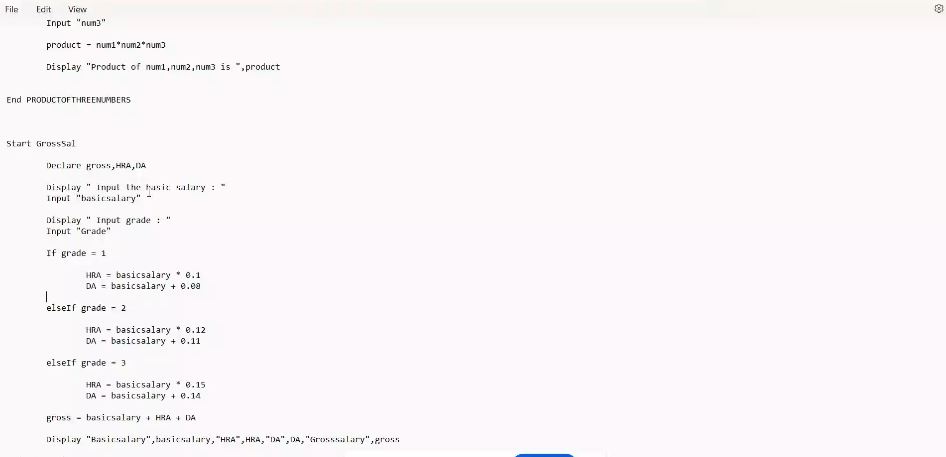 File Edit View
Input "num3"
product = num1*num2*num3
Display "Product of num1,num2,num3 is ",product
End PRODUCTOFTHREENUMBERS
Start GrossSal
Declare gross,HRA,DA
Display " Input the basic salary : "
Input "basicsalary"
Display " Input grade : "
Input "Grade"
If grade = 1
HRA = basicsalary * 0.1
DA = basicsalary + 0.08
elseIf grade = 2
HRA = basicsalary * 0.12
DA = basicsalary + 0.11
elseIf grade = 3
HRA = basicsalary * 0.15
DA = basicsalary + 0.14
gross = basicsalary + HRA + DA
Display "Basicsalary",basicsalary,"HRA",HRA,"DA",DA,"Grosssalary",gross